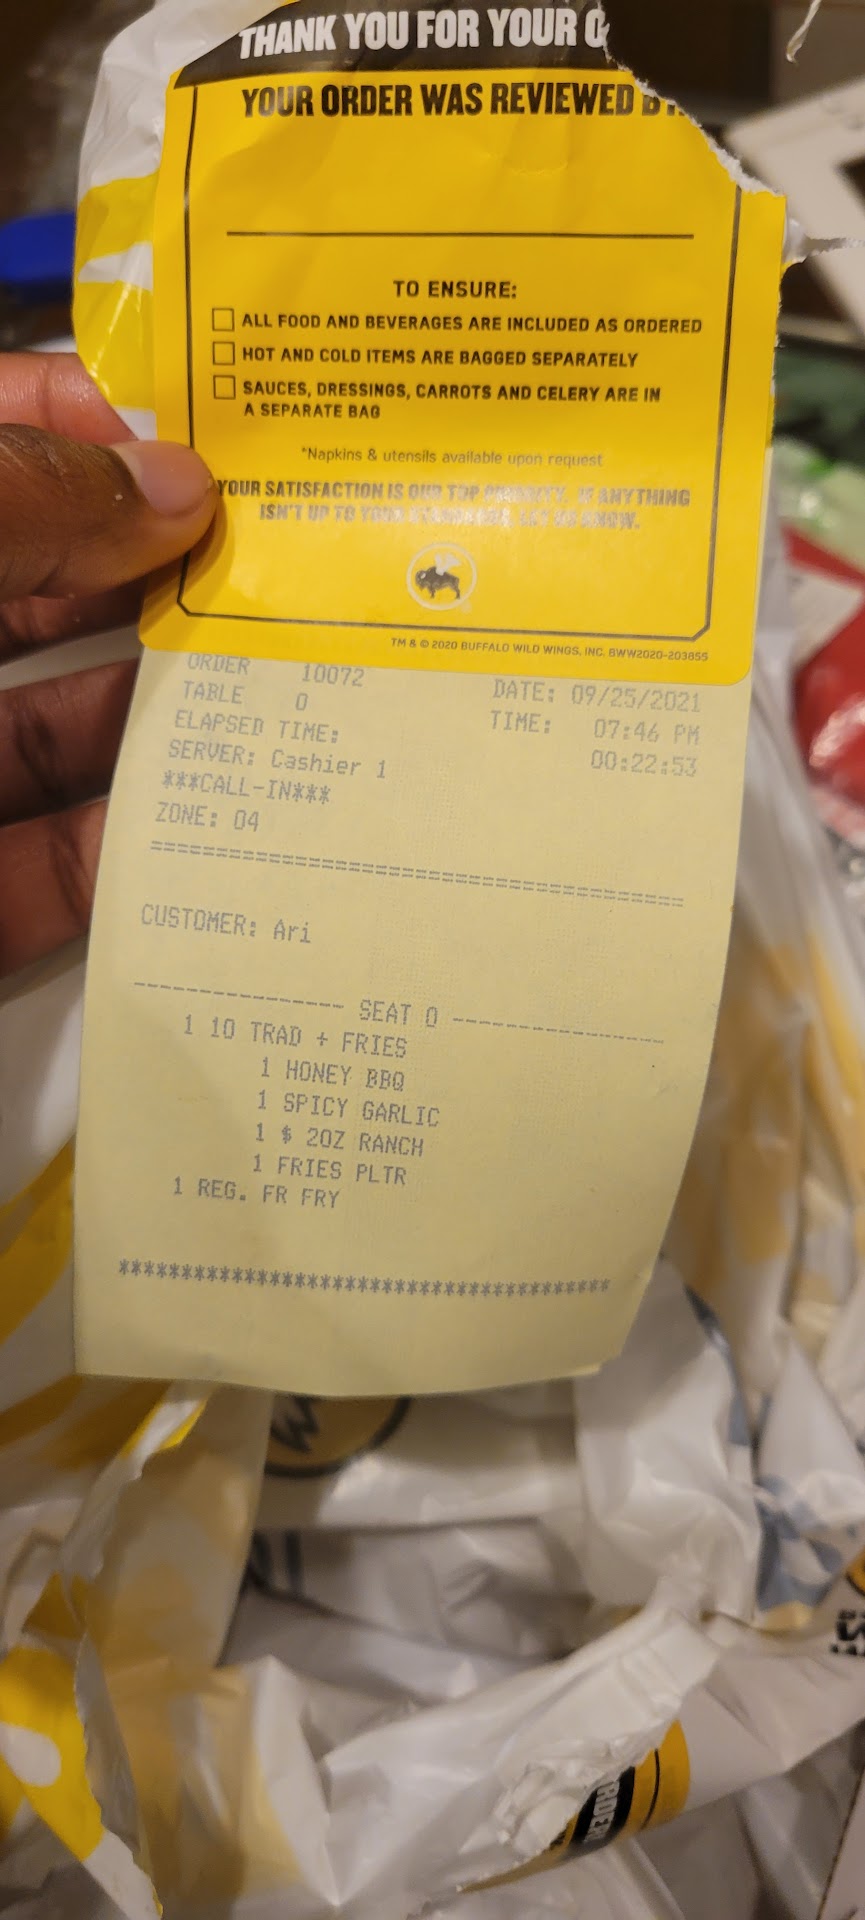 THANK YOU FOR YOUR
YOUR ORDER WAS REVIEWED
TO ENSURE:
ALL FOOD AND BEVERAGES ARE INCLUDED AS ORDERED
HOT AND COLD ITEMS ARE BAGGED SEPARATELY
SAUCES, DRESSINGS, CARROTS AND CELERY ARE IN
A SEPARATE BAG
*Napkins & utensils available upon request
YOUR SATISFACTION IS OUR TOP PRIORITY. IF ANYTHING
ISN'T UP TO YOUR STANDARDS, LET US KNOW.
TM & © 2020 BUFFALO WILD WINGS, INC. BWW2020-203855
ORDER 10072 DATE: 09/25/2021
TABLE 0 TIME: 07:46 PM
ELAPSED TIME: 00:22:53
SERVER: Cashier 1
***CALL-IN***
ZONE: 04
CUSTOMER: Ari
SEAT 0
1 10 TRAD + FRIES
1 HONEY BBQ
1 SPICY GARLIC
1 $ 2OZ RANCH
1 FRIES PLTR
1 REG. FR FRY